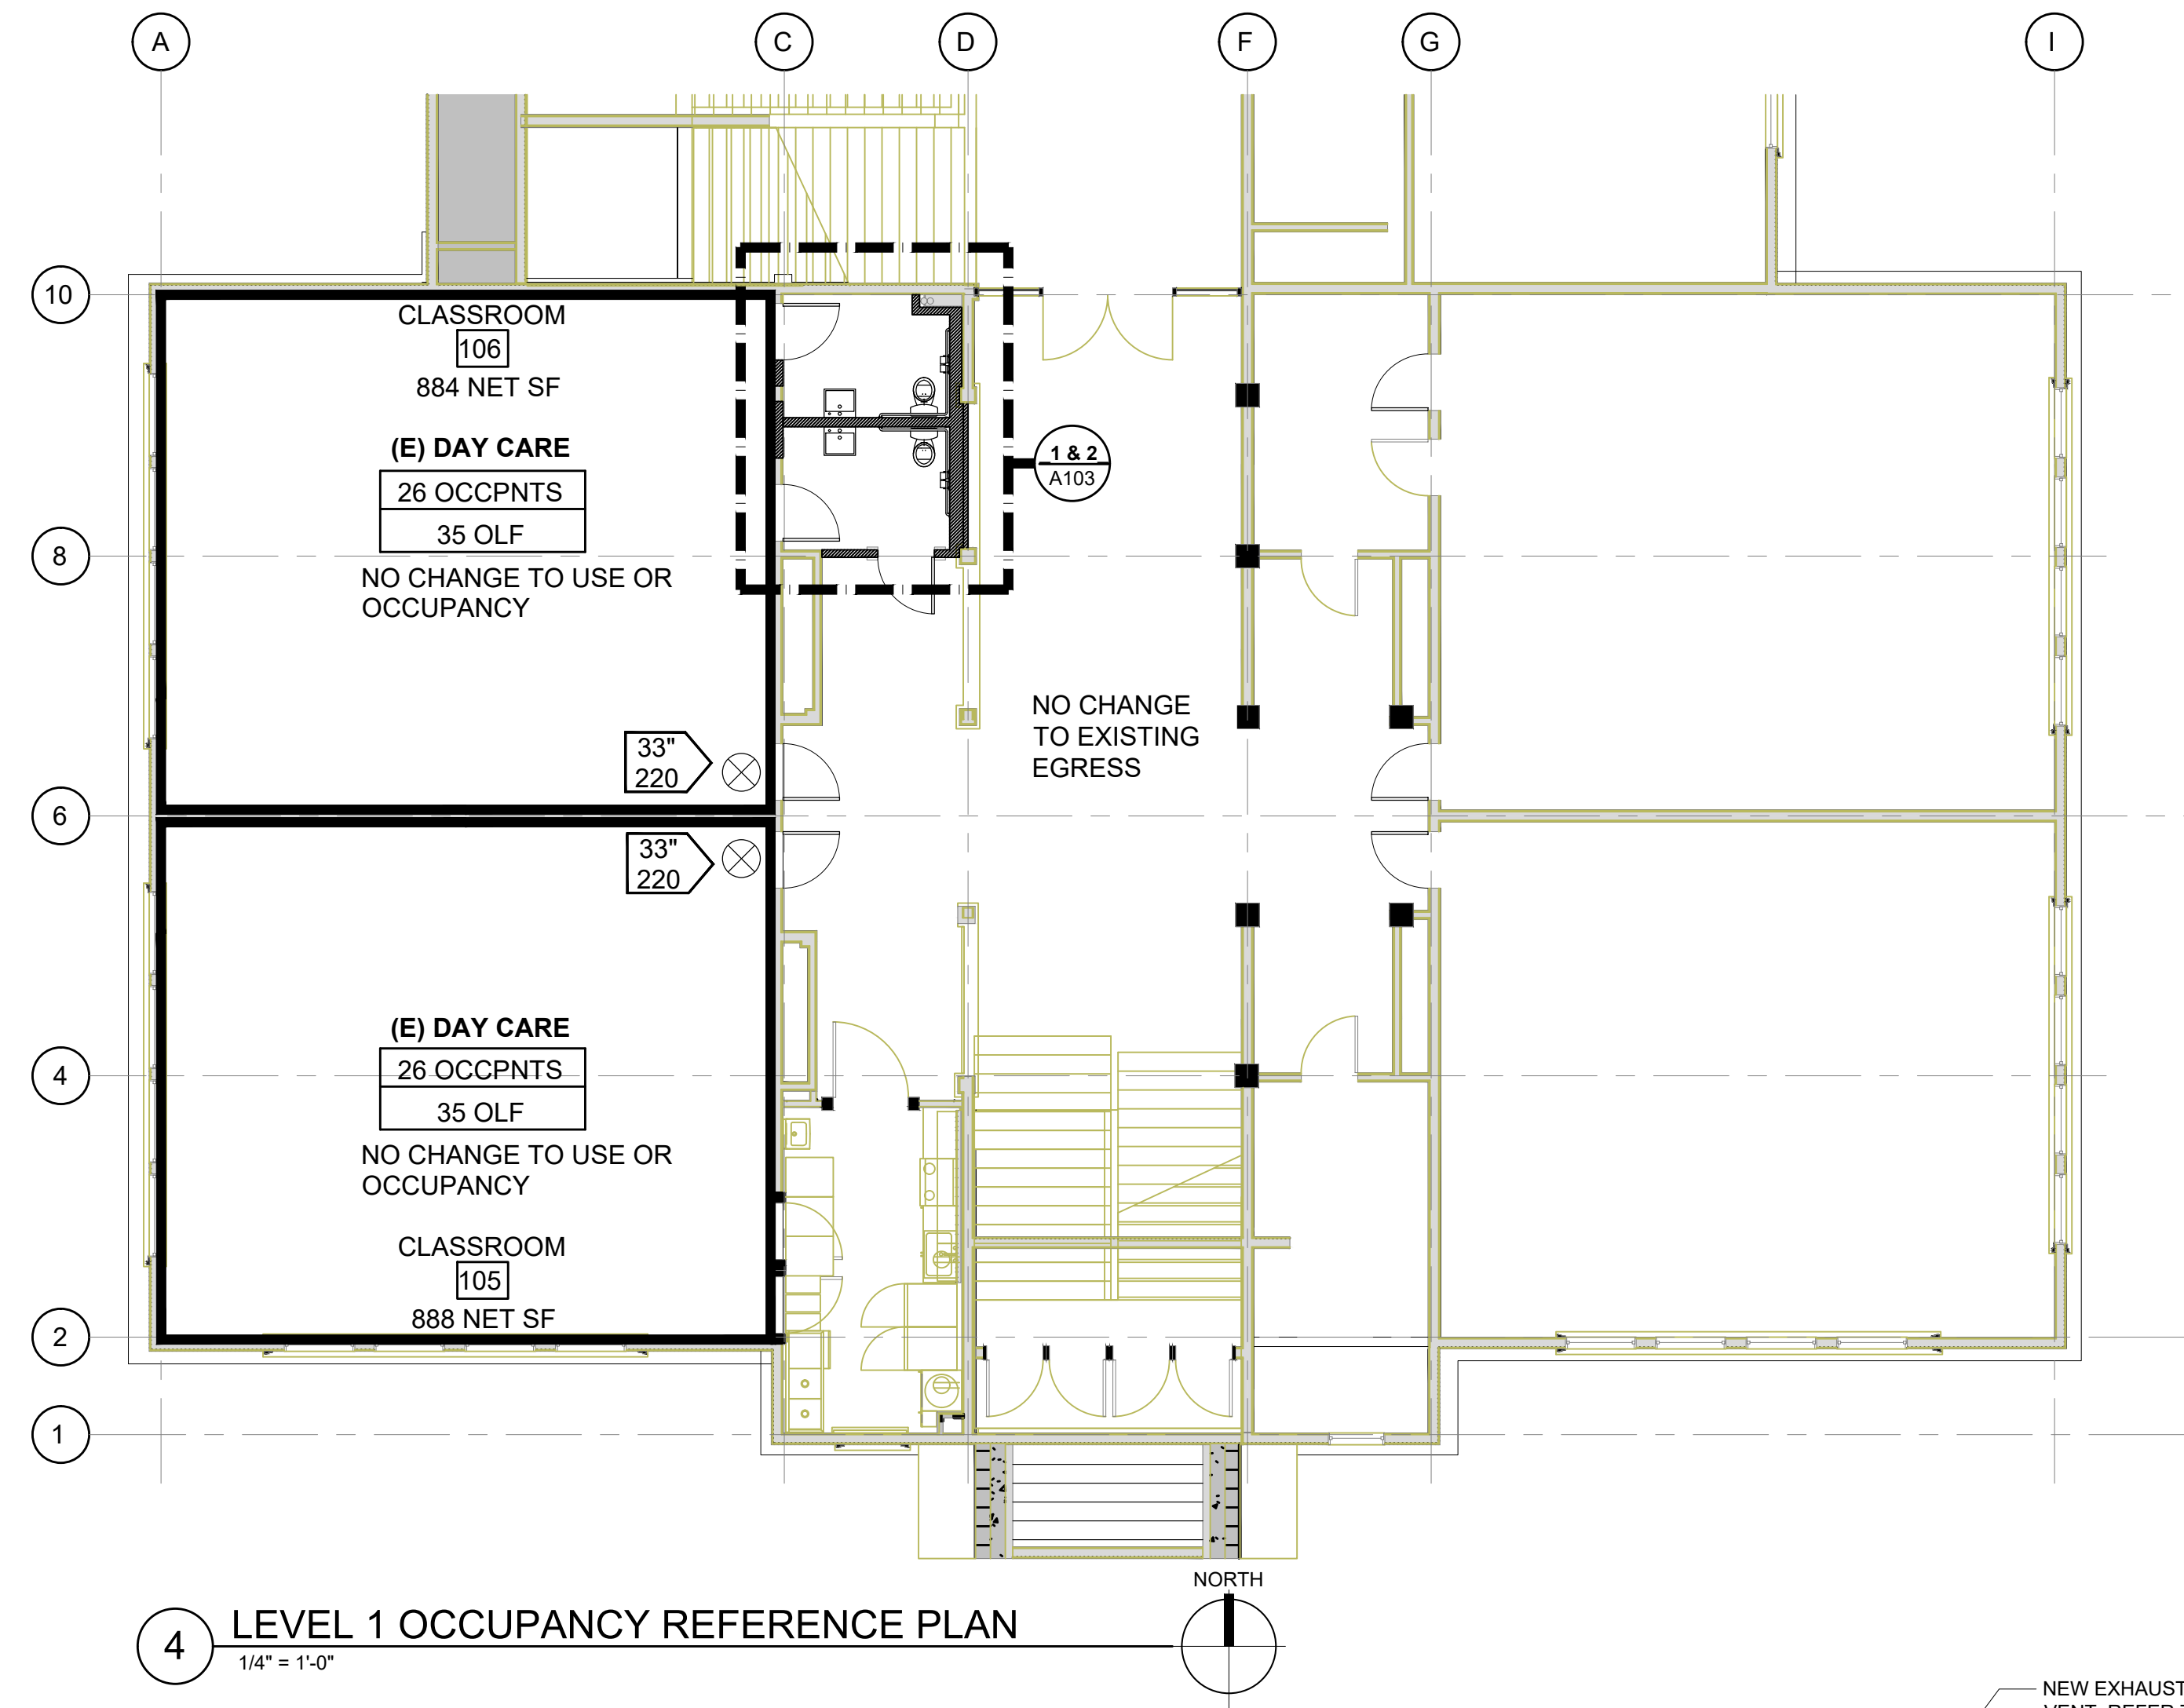 A
C
D
F
G
I
10
CLASSROOM
106
884 NET SF
(E) DAY CARE
26 OCCPNTS
35 OLF
NO CHANGE TO USE OR
OCCUPANCY
1 & 2
A103
8
NO CHANGE
TO EXISTING
EGRESS
33"
220
6
33"
220
(E) DAY CARE
26 OCCPNTS
35 OLF
4
NO CHANGE TO USE OR
OCCUPANCY
CLASSROOM
105
888 NET SF
2
1
NORTH
4
LEVEL 1 OCCUPANCY REFERENCE PLAN
1/4" = 1'-0"
NEW EXHAUST